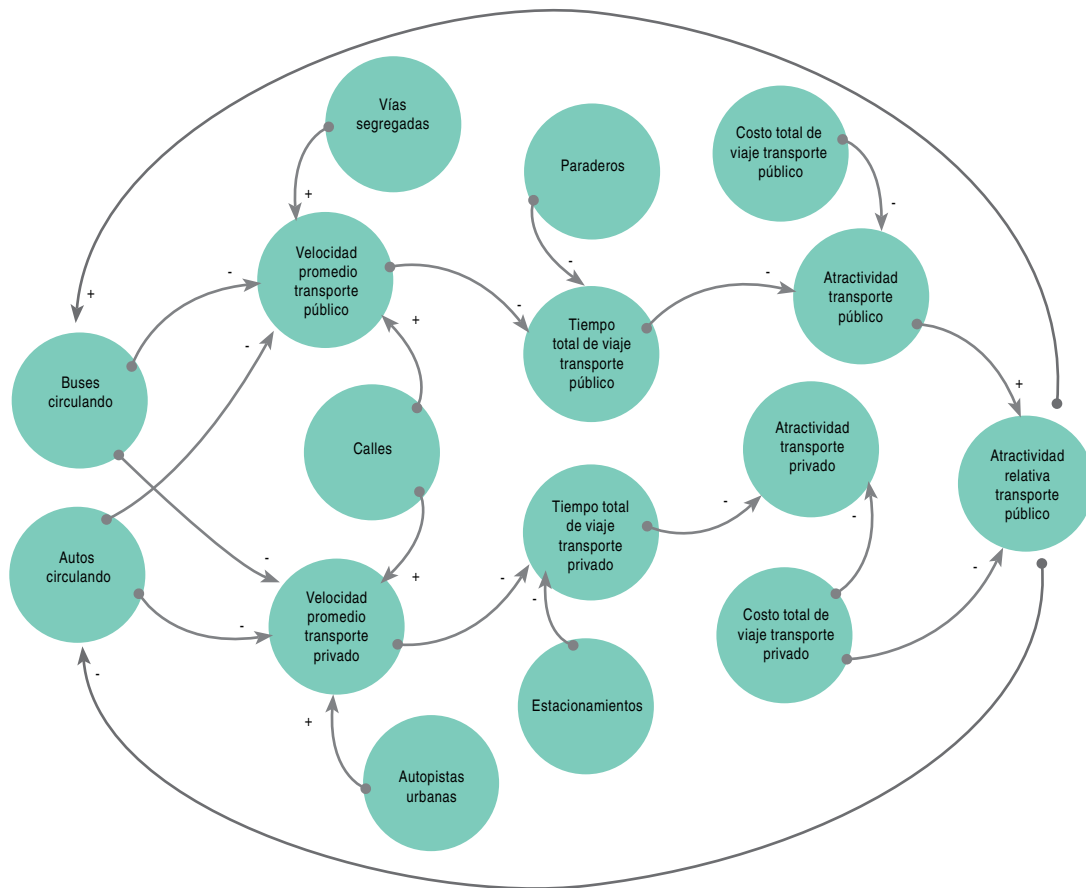 Vías
segregadas
Paraderos
Costo total de
viaje transporte
público
+
-
Velocidad
promedio
transporte
público
-
-
-
Atractividad
transporte
público
+
-
-
+
Tiempo
total de viaje
transporte
público
Buses
circulando
+
Calles
Atractividad
transporte
privado
Atractividad
relativa
transporte
público
Autos
circulando
-
+
-
Tiempo total
de viaje
transporte
privado
-
-
-
-
Velocidad
promedio
transporte
privado
-
-
Costo total de
viaje transporte
privado
-
+
Estacionamientos
Autopistas
urbanas